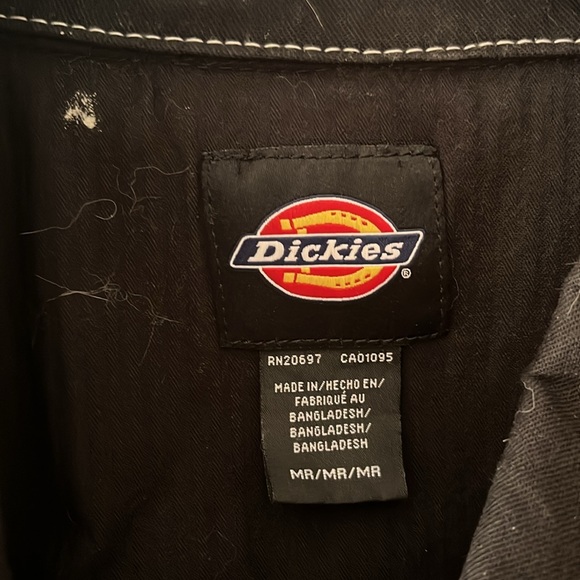 Dickies
®
RN20697 CA01095
MADE IN/HECHO EN/
FABRIQUÉ AU
BANGLADESH/
BANGLADESH/
BANGLADESH
MR/MR/MR